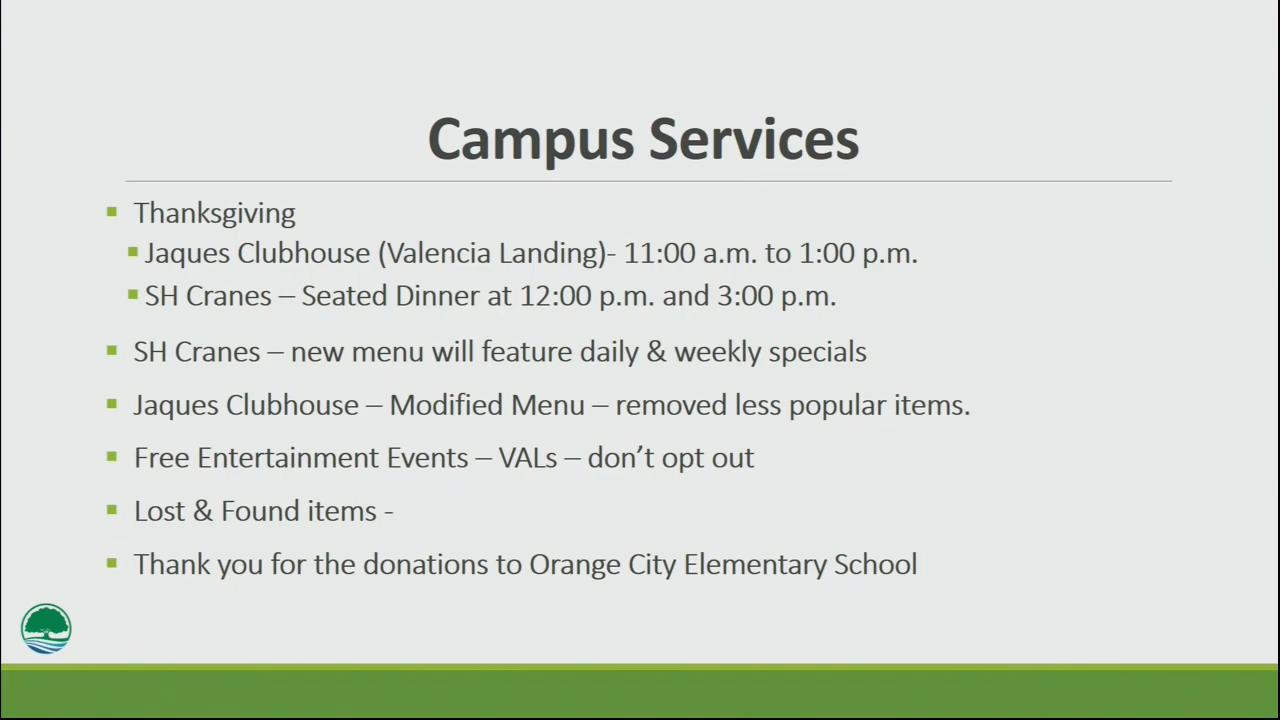 Campus Services
Thanksgiving
Jaques Clubhouse (Valencia Landing)- 11:00 a.m. to 1:00 p.m.
SH Cranes – Seated Dinner at 12:00 p.m. and 3:00 p.m.
SH Cranes – new menu will feature daily & weekly specials
Jaques Clubhouse – Modified Menu – removed less popular items.
Free Entertainment Events – VALs – don’t opt out
Lost & Found items -
Thank you for the donations to Orange City Elementary School